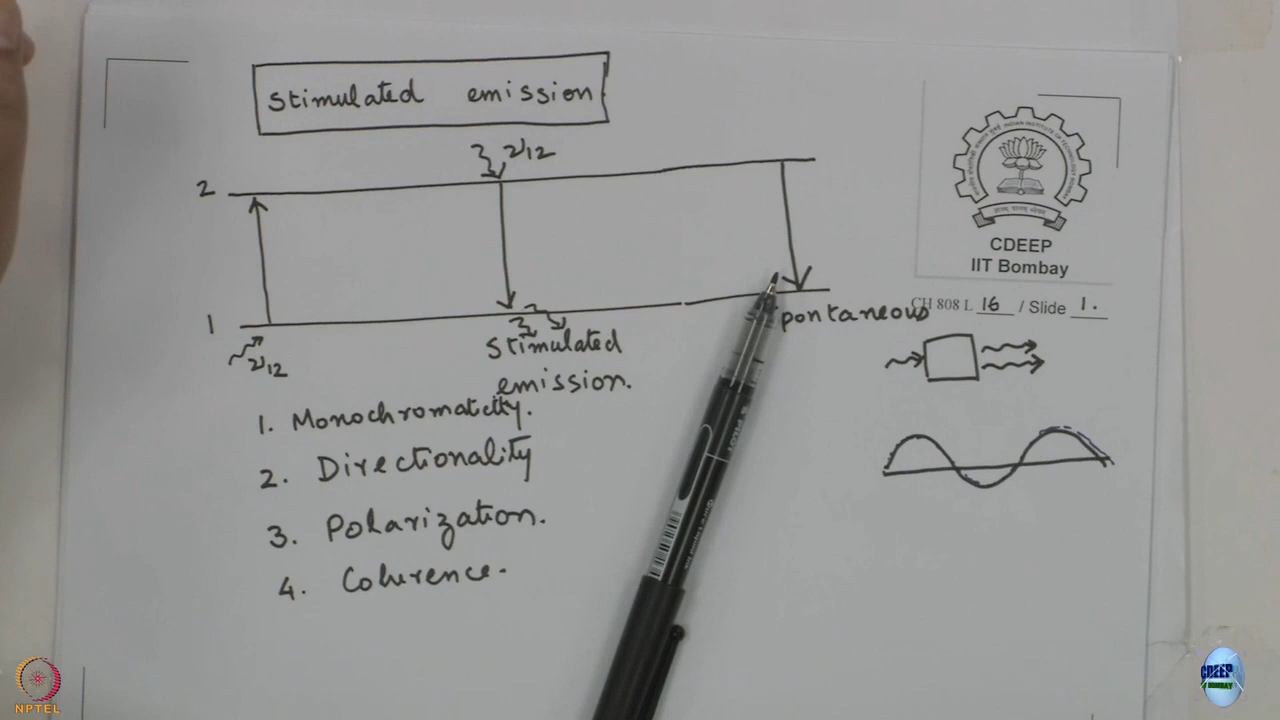 Stimulated emission
ν12
2
CDEEP
IIT Bombay
CH 808 L 16 / Slide 1.
1
ν12
Stimulated
emission.
pontaneous
1. Monochromaticity.
2. Directionality
3. Polarization.
4. Coherence.
NPTEL
CDEEP